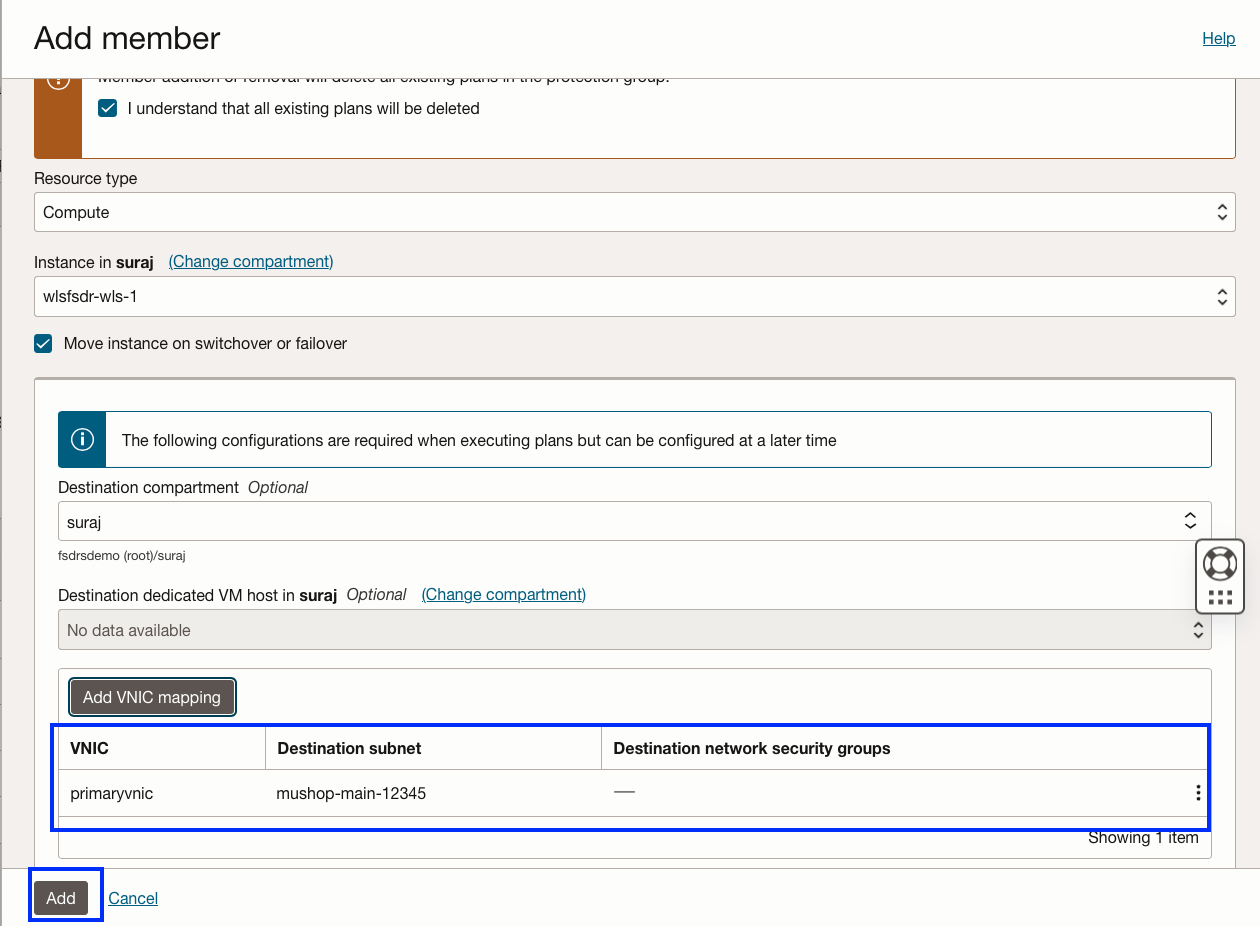 Add member
Help
Member addition or removal will delete all existing plans in the protection group.
I understand that all existing plans will be deleted
Resource type
Compute
Instance in suraj (Change compartment)
wlsfsdr-wls-1
Move instance on switchover or failover
The following configurations are required when executing plans but can be configured at a later time
Destination compartment Optional
suraj
fsdrsdemo (root)/suraj
Destination dedicated VM host in suraj Optional (Change compartment)
No data available
Add VNIC mapping
VNIC Destination subnet Destination network security groups
primaryvnic mushop-main-12345 —
Showing 1 item
Add Cancel